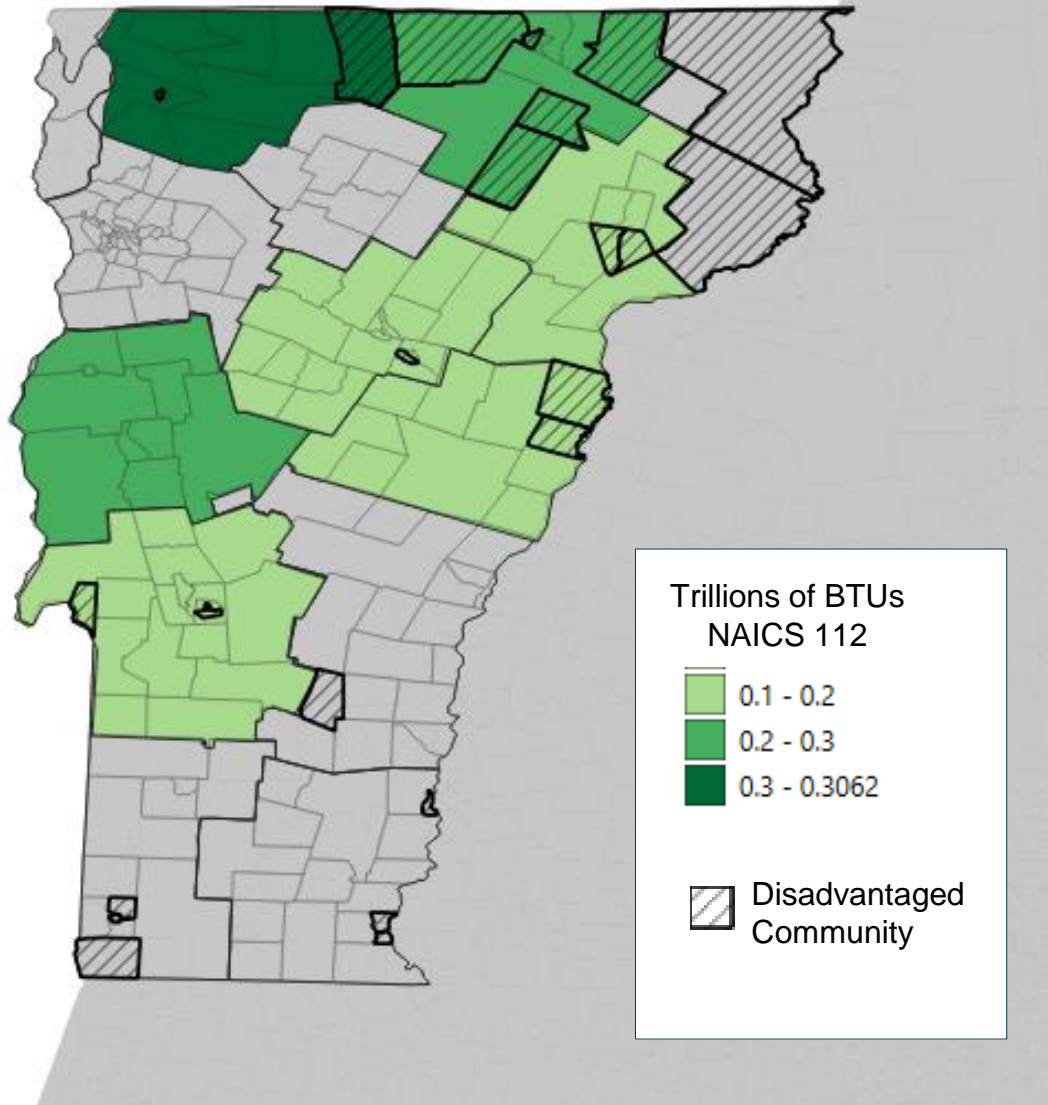 Trillions of BTUs
NAICS 112
0.1 - 0.2
0.2 - 0.3
0.3 - 0.3062
Disadvantaged
Community